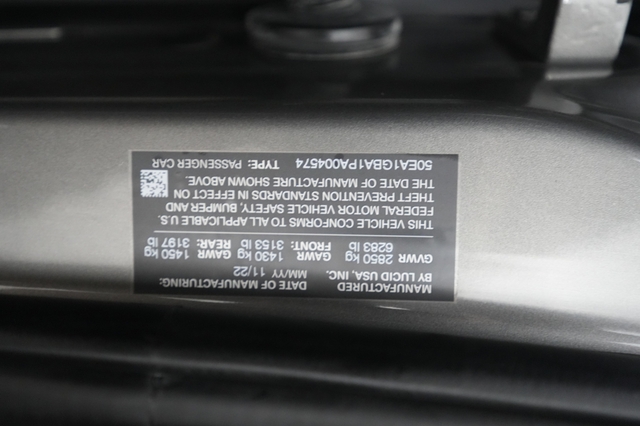 MANUFACTURED BY LUCID USA, INC.
DATE OF MANUFACTURING: MM/YY 11/22
GVWR 2850 kg GAWR 1430 kg GAWR 1450 kg
6283 lb FRONT: 3153 lb REAR: 3197 lb
THIS VEHICLE CONFORMS TO ALL APPLICABLE U.S.
FEDERAL MOTOR VEHICLE SAFETY, BUMPER AND
THEFT PREVENTION STANDARDS IN EFFECT ON
THE DATE OF MANUFACTURE SHOWN ABOVE.
50EA1GBA1PA004574 TYPE: PASSENGER CAR